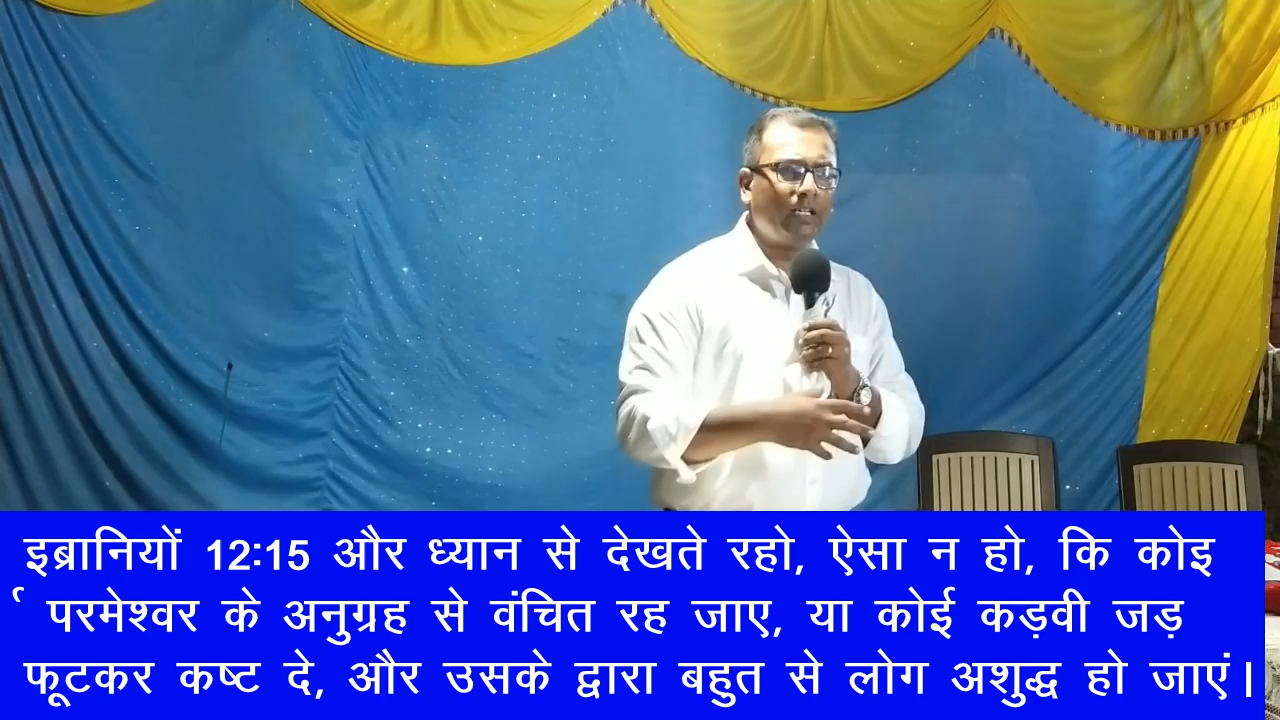 इब्रानियों 12:15 और ध्यान से देखते रहो, ऐसा न हो, कि कोइ
र्‍ परमेश्वर के अनुग्रह से वंचित रह जाए, या कोई कड़वी जड़
फूटकर कष्ट दे, और उसके द्वारा बहुत से लोग अशुद्ध हो जाएं।